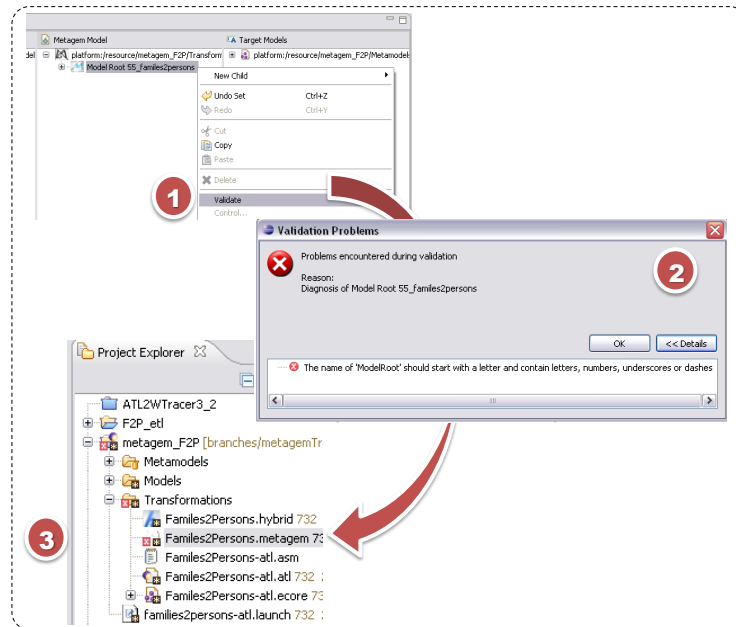 Metagem Model
Target Models
del
platform:/resource/metagem_F2P/Transform
platform:/resource/metagem_F2P/Metamodel
Model Root 55_familes2persons
New Child
Undo Set Ctrl+Z
Redo Ctrl+Y
Cut
Copy
Paste
Delete
Validate
Control...
1
Validation Problems
Problems encountered during validation
Reason:
Diagnosis of Model Root 55_familes2persons
2
OK
<< Details
The name of 'ModelRoot' should start with a letter and contain letters, numbers, underscores or dashes
Project Explorer
ATL2WTracer3_2
F2P_etl
metagem_F2P [branches/metagemTr
Metamodels
Models
Transformations
Familes2Persons.hybrid 732
Familes2Persons.metagem 73
Familes2Persons-atl.asm
Familes2Persons-atl.atl 732
Familes2Persons-atl.ecore 73
families2persons-atl.launch 732
3